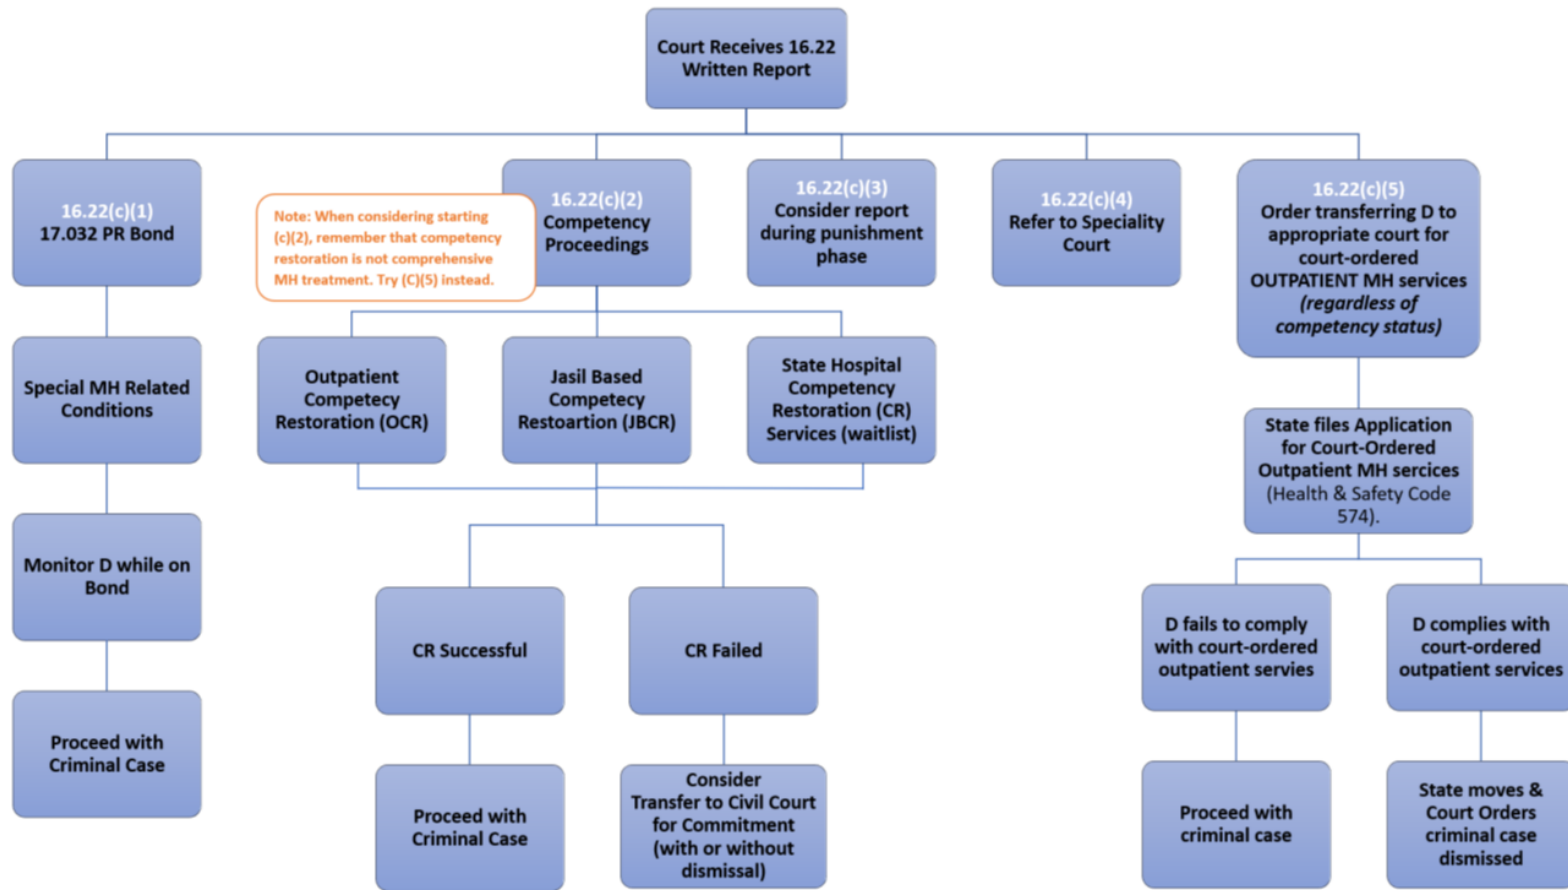 Court Receives 16.22
Written Report
16.22(c)(1)
17.032 PR Bond
Special MH Related
Conditions
Monitor D while on
Bond
Proceed with
Criminal Case
Note: When considering starting
(c)(2), remember that competency
restoration is not comprehensive
MH treatment. Try (C)(5) instead.
16.22(c)(2)
Competency
Proceedings
Outpatient
Competecy
Restoration (OCR)
Jasil Based
Competecy
Restoartion (JBCR)
State Hospital
Competency
Restoration (CR)
Services (waitlist)
CR Successful
Proceed with
Criminal Case
CR Failed
Consider
Transfer to Civil Court
for Commitment
(with or without
dismissal)
16.22(c)(3)
Consider report
during punishment
phase
16.22(c)(4)
Refer to Speciality
Court
16.22(c)(5)
Order transferring D to
appropriate court for
court-ordered
OUTPATIENT MH services
(regardless of
competency status)
State files Application
for Court-Ordered
Outpatient MH sercices
(Health & Safety Code
574).
D fails to comply
with court-ordered
outpatient servies
Proceed with
criminal case
D complies with
court-ordered
outpatient services
State moves &
Court Orders
criminal case
dismissed